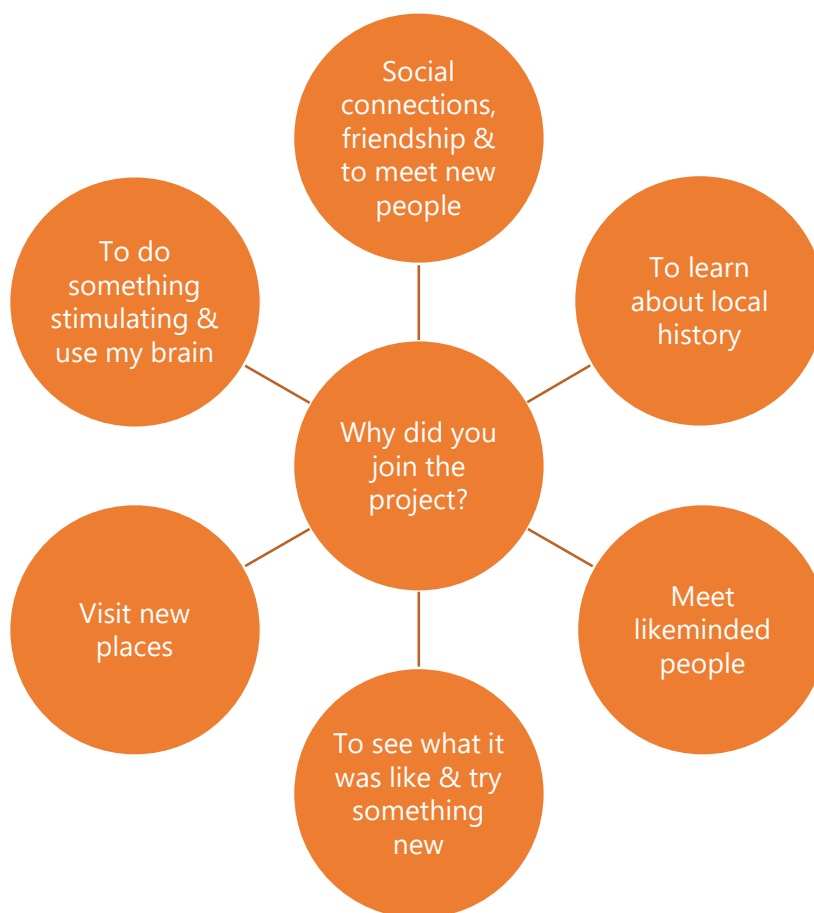 Social
connections,
friendship &
to meet new
people
To do
something
stimulating &
use my brain
To learn
about local
history
Why did you
join the
project?
Visit new
places
Meet
likeminded
people
To see what it
was like & try
something
new